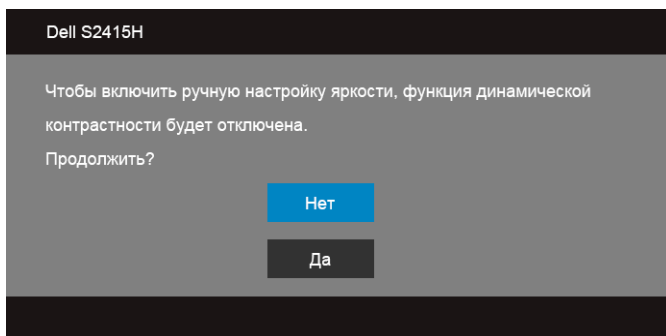 Dell S2415H
Чтобы включить ручную настройку яркости, функция динамической
контрастности будет отключена.
Продолжить?
Нет
Да